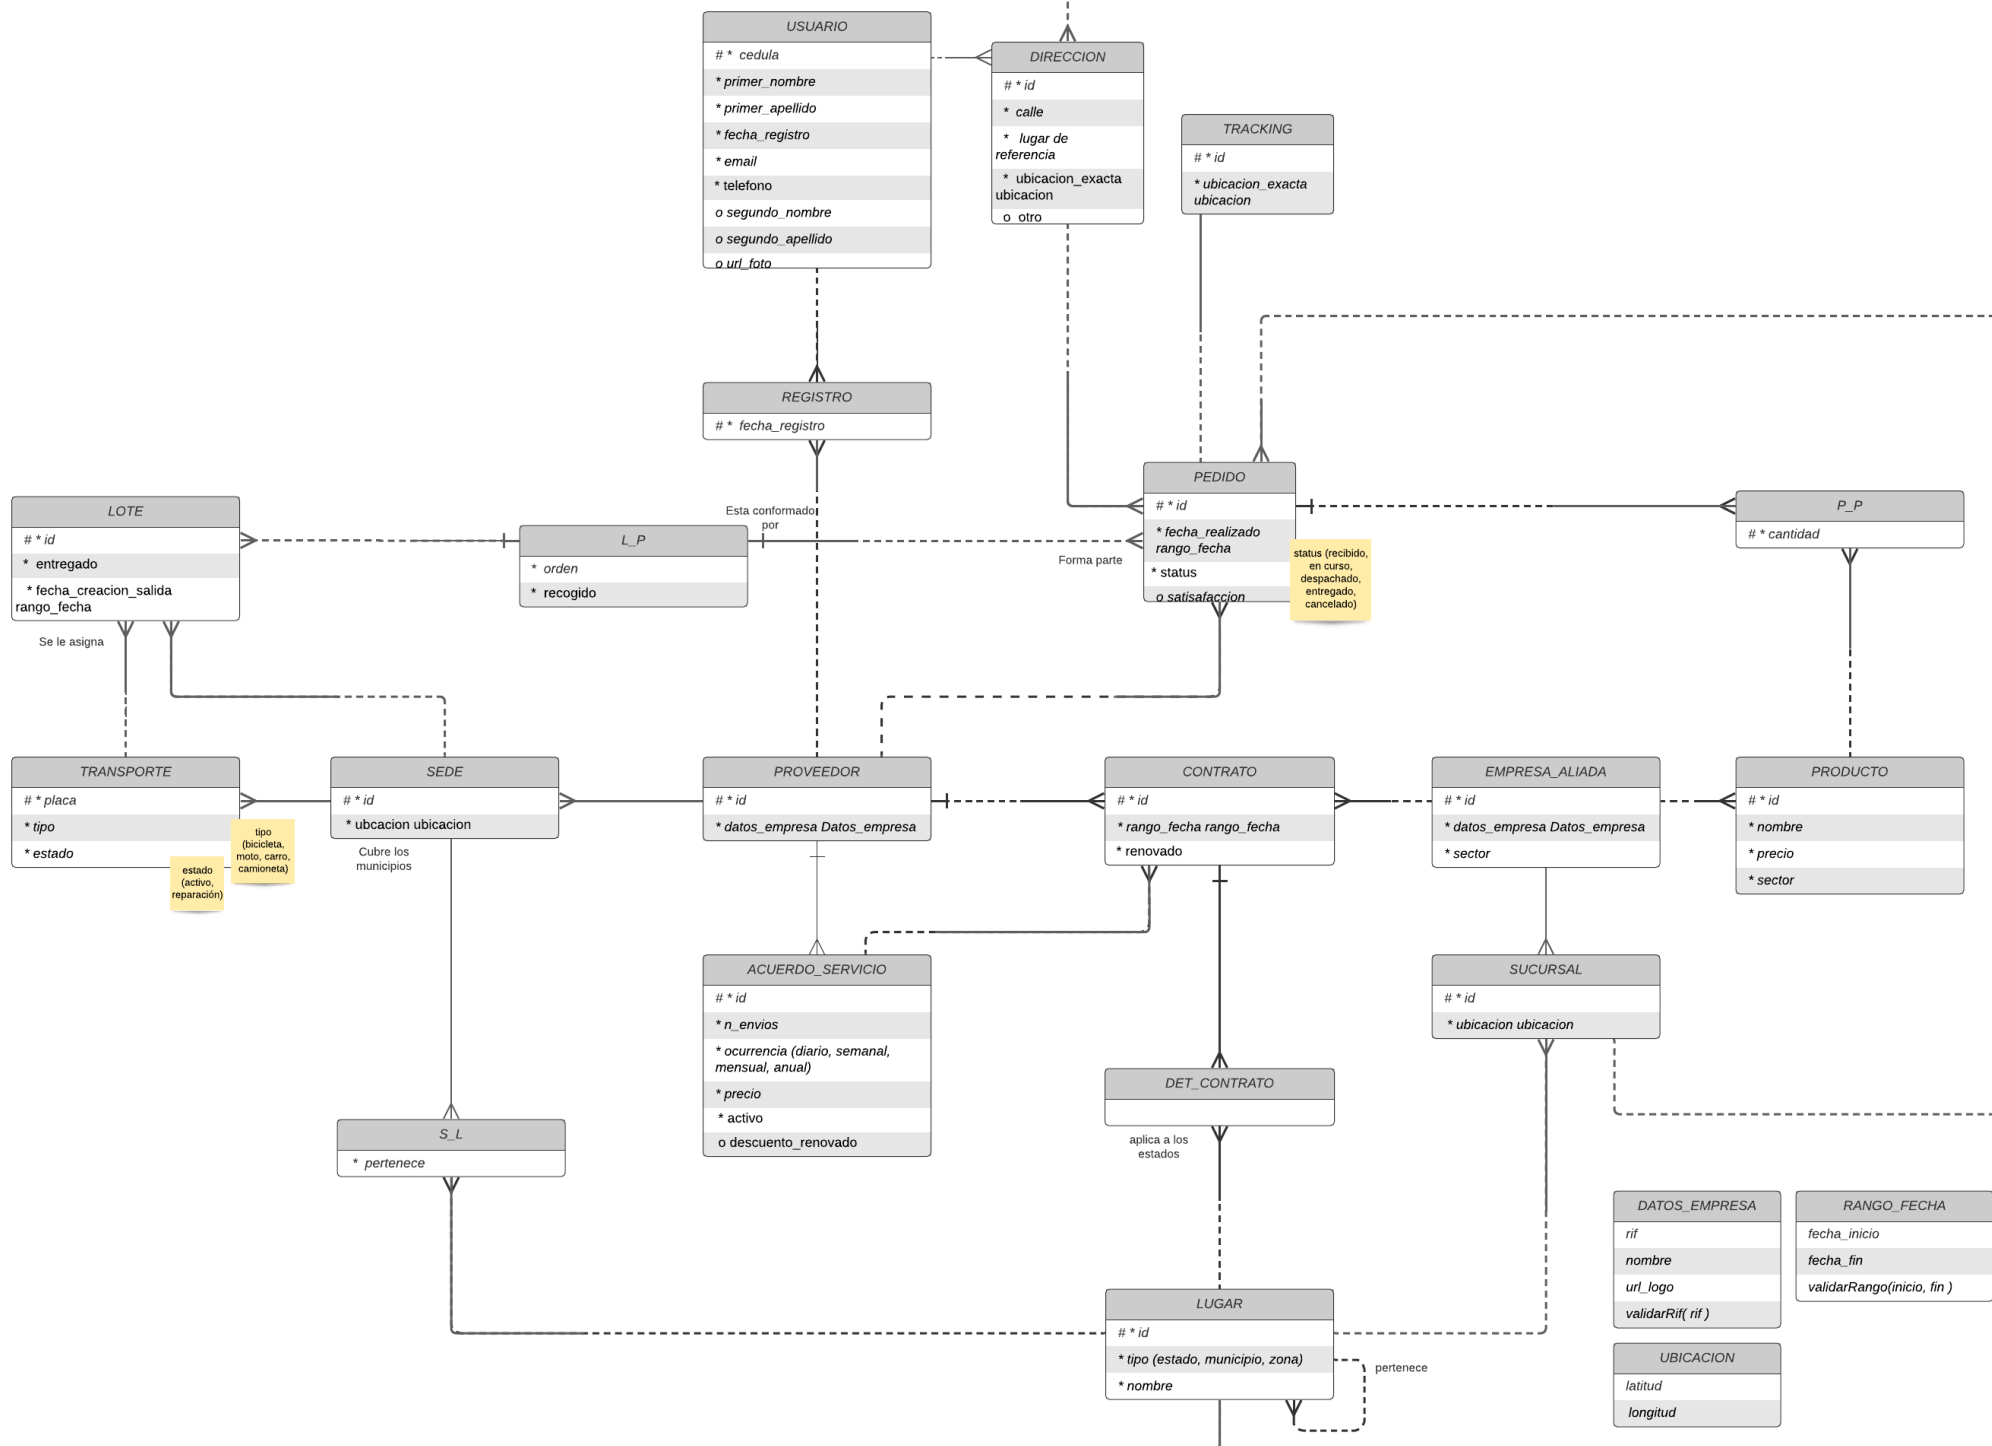 USUARIO
# * cedula
* primer_nombre
* primer_apellido
* fecha_registro
* email
* telefono
o segundo_nombre
o segundo_apellido
o url_foto
DIRECCION
# * id
* calle
* lugar de
referencia
* ubicacion_exacta
ubicacion
o otro
TRACKING
# * id
* ubicacion_exacta
ubicacion
REGISTRO
# * fecha_registro
LOTE
# * id
* entregado
* fecha_creacion_salida
rango_fecha
Se le asigna
L_P
* orden
* recogido
Esta conformado
por
Forma parte
PEDIDO
# * id
* fecha_realizado
rango_fecha
* status
o satisafaccion
status (recibido,
en curso,
despachado,
entregado,
cancelado)
P_P
# * cantidad
TRANSPORTE
# * placa
* tipo
* estado
tipo
(bicicleta,
moto, carro,
camioneta)
estado
(activo,
reparación)
SEDE
# * id
* ubcacion ubicacion
Cubre los
municipios
PROVEEDOR
# * id
* datos_empresa Datos_empresa
CONTRATO
# * id
* rango_fecha rango_fecha
* renovado
EMPRESA_ALIADA
# * id
* datos_empresa Datos_empresa
* sector
PRODUCTO
# * id
* nombre
* precio
* sector
ACUERDO_SERVICIO
# * id
* n_envios
* ocurrencia (diario, semanal,
mensual, anual)
* precio
* activo
o descuento_renovado
SUCURSAL
# * id
* ubicacion ubicacion
DET_CONTRATO
aplica a los
estados
S_L
* pertenece
LUGAR
# * id
* tipo (estado, municipio, zona)
* nombre
pertenece
DATOS_EMPRESA
rif
nombre
url_logo
validarRif( rif )
RANGO_FECHA
fecha_inicio
fecha_fin
validarRango(inicio, fin )
UBICACION
latitud
longitud